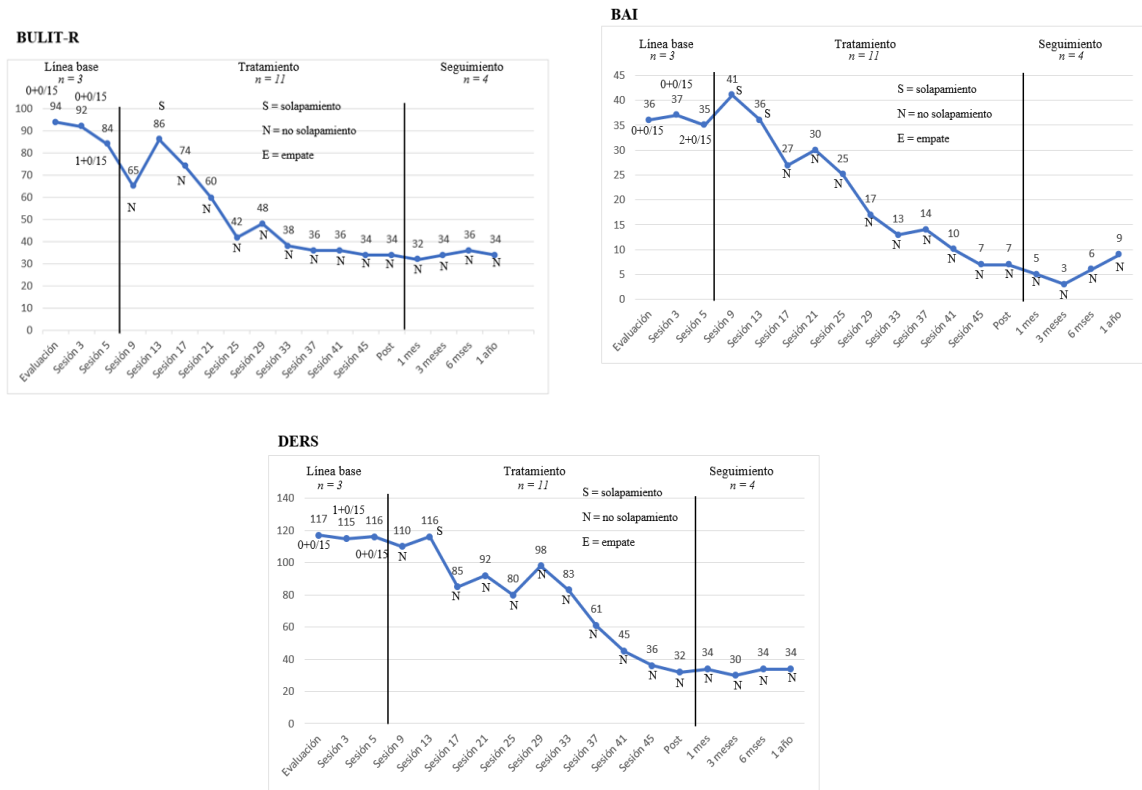 BULIT-R
Línea base
n = 3
Tratamiento
n = 11
Seguimiento
n = 4
0+0/15
0+0/15
1+0/15
S = solapamiento
N = no solapamiento
E = empate
100
90
80
70
60
50
40
30
20
10
0
94
92
84
65
86
74
60
42
48
38
36
36
34
34
32
34
36
34
N
S
N
N
N
N
N
N
N
N
N
N
N
N
N
Evaluación
Sesión 3
Sesión 5
Sesión 9
Sesión 13
Sesión 17
Sesión 21
Sesión 25
Sesión 29
Sesión 33
Sesión 37
Sesión 41
Sesión 45
Post
1 mes
3 meses
6 mses
1 año
BAI
Línea base
n = 3
Tratamiento
n = 11
Seguimiento
n = 4
0+0/15
0+0/15
2+0/15
S = solapamiento
N = no solapamiento
E = empate
45
40
35
30
25
20
15
10
5
0
36
37
35
41
36
27
30
25
17
13
14
10
7
7
5
3
6
9
S
S
N
N
N
N
N
N
N
N
N
N
N
N
N
Evaluación
Sesión 3
Sesión 5
Sesión 9
Sesión 13
Sesión 17
Sesión 21
Sesión 25
Sesión 29
Sesión 33
Sesión 37
Sesión 41
Sesión 45
Post
1 mes
3 meses
6 mses
1 año
DERS
Línea base
n = 3
Tratamiento
n = 11
Seguimiento
n = 4
1+0/15
0+0/15
0+0/15
S = solapamiento
N = no solapamiento
E = empate
140
120
100
80
60
40
20
0
117
115
116
110
116
85
92
80
98
83
61
45
36
32
34
30
34
34
N
S
N
N
N
N
N
N
N
N
N
N
N
N
N
Evaluación
Sesión 3
Sesión 5
Sesión 9
Sesión 13
Sesión 17
Sesión 21
Sesión 25
Sesión 29
Sesión 33
Sesión 37
Sesión 41
Sesión 45
Post
1 mes
3 meses
6 mses
1 año